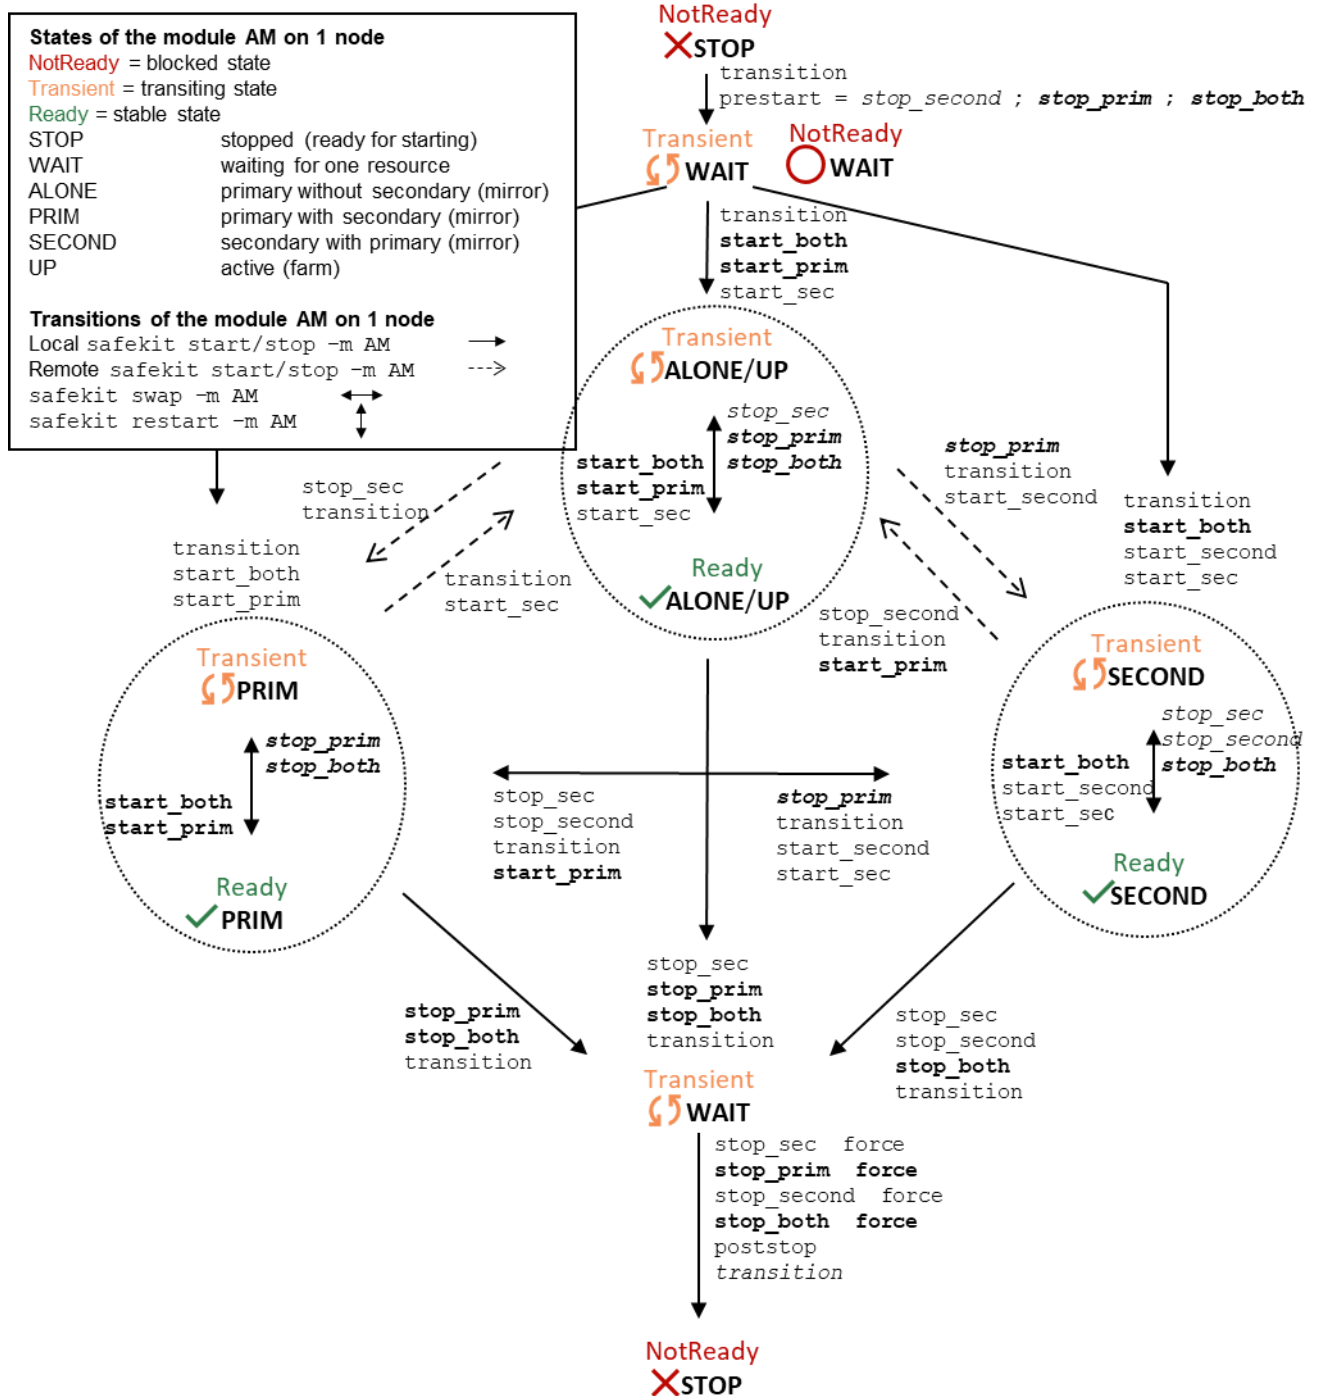 States of the module AM on 1 node
NotReady = blocked state
Transient = transiting state
Ready = stable state
STOP stopped (ready for starting)
WAIT waiting for one resource
ALONE primary without secondary (mirror)
PRIM primary with secondary (mirror)
SECOND secondary with primary (mirror)
UP active (farm)
Transitions of the module AM on 1 node
Local safekit start/stop -m AM
Remote safekit start/stop -m AM
safekit swap -m AM
safekit restart -m AM
NotReady
STOP
transition
prestart = stop_second ; stop_prim ; stop_both
Transient
WAIT
NotReady
WAIT
transition
start_both
start_prim
start_sec
Transient
ALONE/UP
stop_sec
stop_prim
stop_both
start_both
start_prim
start_sec
Ready
ALONE/UP
stop_sec
transition
transition
start_sec
stop_prim
transition
start_second
stop_second
transition
start_prim
transition
start_both
start_prim
transition
start_both
start_second
start_sec
Transient
PRIM
stop_prim
stop_both
start_both
start_prim
Ready
PRIM
Transient
SECOND
stop_sec
stop_second
stop_both
start_both
start_second
start_sec
Ready
SECOND
stop_sec
stop_second
transition
start_prim
stop_prim
transition
start_second
start_sec
stop_prim
stop_both
transition
stop_sec
stop_prim
stop_both
transition
stop_sec
stop_second
stop_both
transition
Transient
WAIT
stop_sec force
stop_prim force
stop_second force
stop_both force
poststop
transition
NotReady
STOP